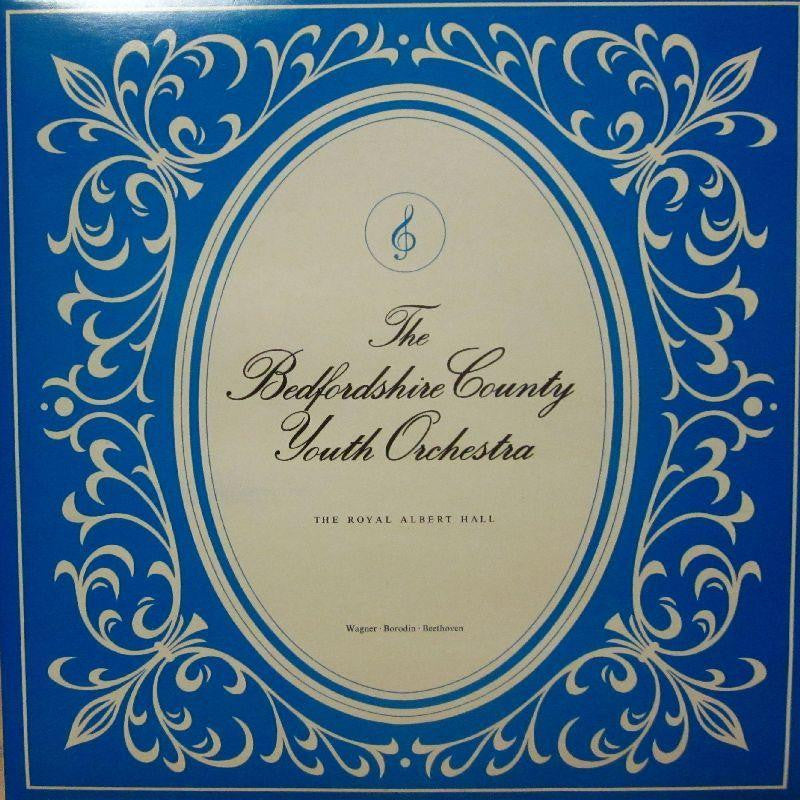 The
Bedfordshire County
Youth Orchestra
THE ROYAL ALBERT HALL
Wagner · Borodin · Beethoven